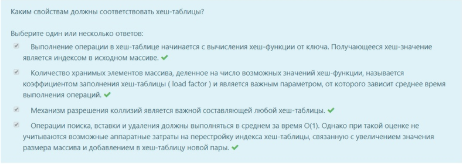 Каким свойствам должны соответствовать хеш-таблицы?
Выберите один или несколько ответов:
Выполнение операции в хеш-таблице начинается с вычисления хеш-функции от ключа. Получающееся хеш-значение
является индексом в исходном массиве.
Количество хранимых элементов массива, деленное на число возможных значений хеш-функции, называется
коэффициентом заполнения хеш-таблицы ( load factor ) и является важным параметром, от которого зависит среднее время
выполнения операций.
Механизм разрешения коллизий является важной составляющей любой хеш-таблицы.
Операции поиска, вставки и удаления должны выполняться в среднем за время O(1). Однако при такой оценке не
учитываются возможные аппаратные затраты на перестройку индекса хеш-таблицы, связанную с увеличением значения
размера массива и добавлением в хеш-таблицу новой пары.